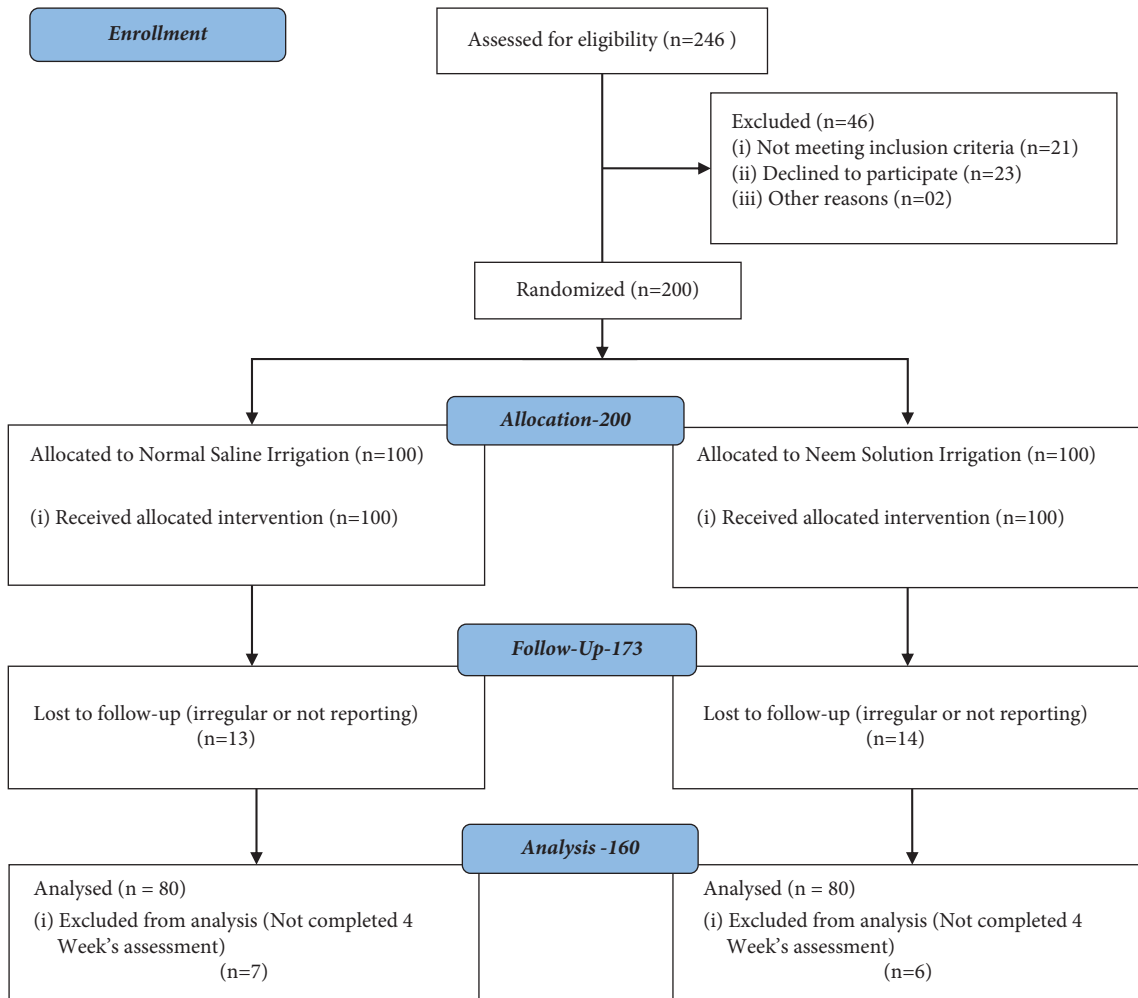 Enrollment
Assessed for eligibility (n=246 )
Excluded (n=46)
(i) Not meeting inclusion criteria (n=21)
(ii) Declined to participate (n=23)
(iii) Other reasons (n=02)
Randomized (n=200)
Allocation-200
Allocated to Normal Saline Irrigation (n=100)
(i) Received allocated intervention (n=100)
Allocated to Neem Solution Irrigation (n=100)
(i) Received allocated intervention (n=100)
Follow-Up-173
Lost to follow-up (irregular or not reporting)
(n=13)
Lost to follow-up (irregular or not reporting)
(n=14)
Analysis -160
Analysed (n = 80)
(i) Excluded from analysis (Not completed 4
Week's assessment)
(n=7)
Analysed (n = 80)
(i) Excluded from analysis (Not completed 4
Week's assessment)
(n=6)